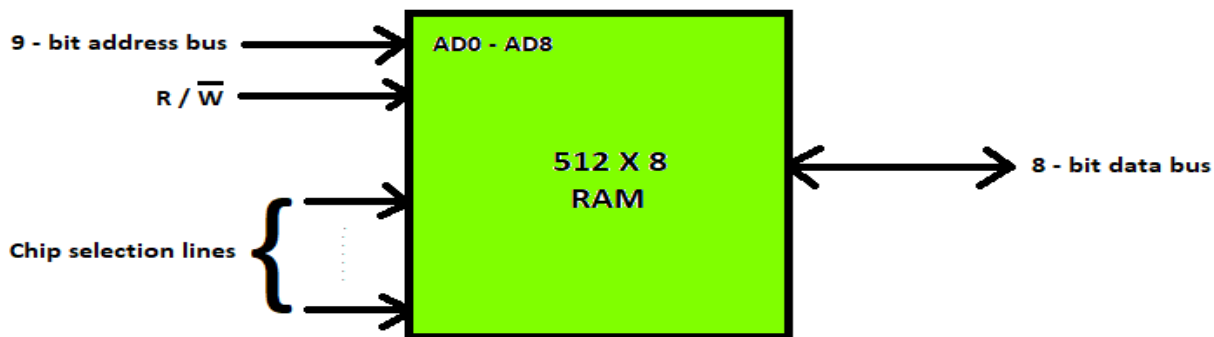 9 - bit address bus
AD0 - AD8
R / W̅
512 X 8
RAM
8 - bit data bus
Chip selection lines